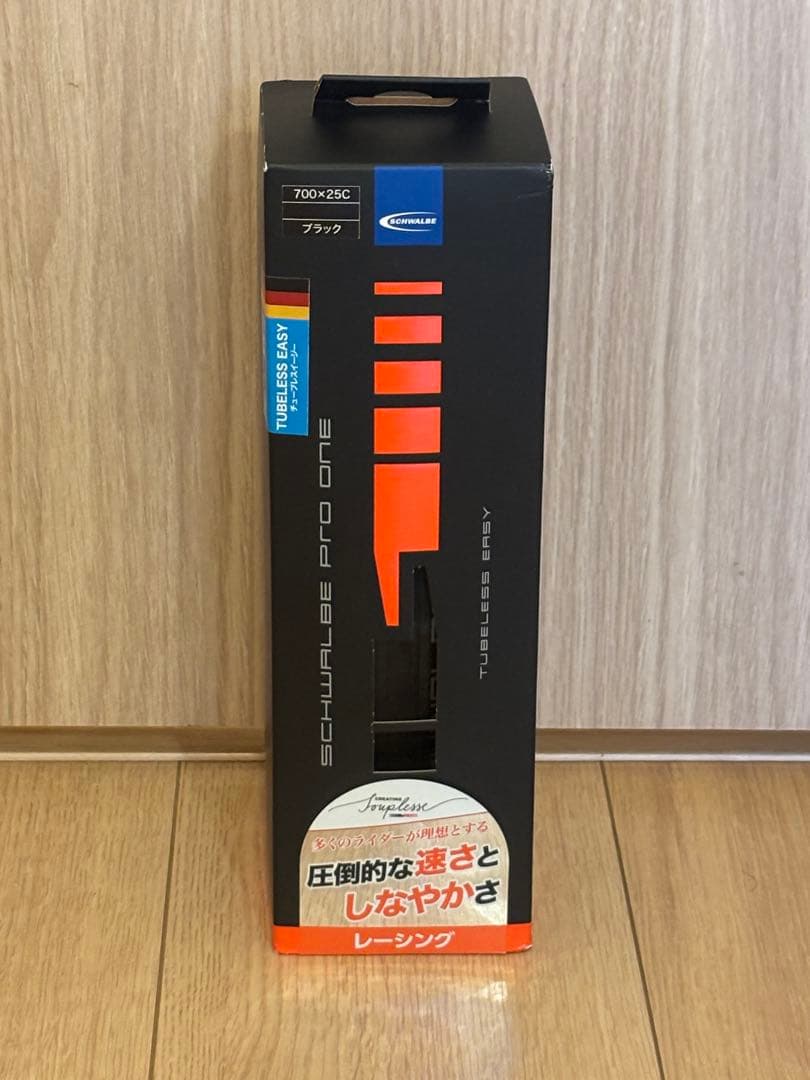 700×25C
ブラック
SCHWALBE
TUBELESS EASY
チューブレスイージー
SCHWALBE PRO ONE
TUBELESS EASY
CREATING
Souplesse
多くのライダーが理想とする
圧倒的な速さと
しなやかさ
レーシング